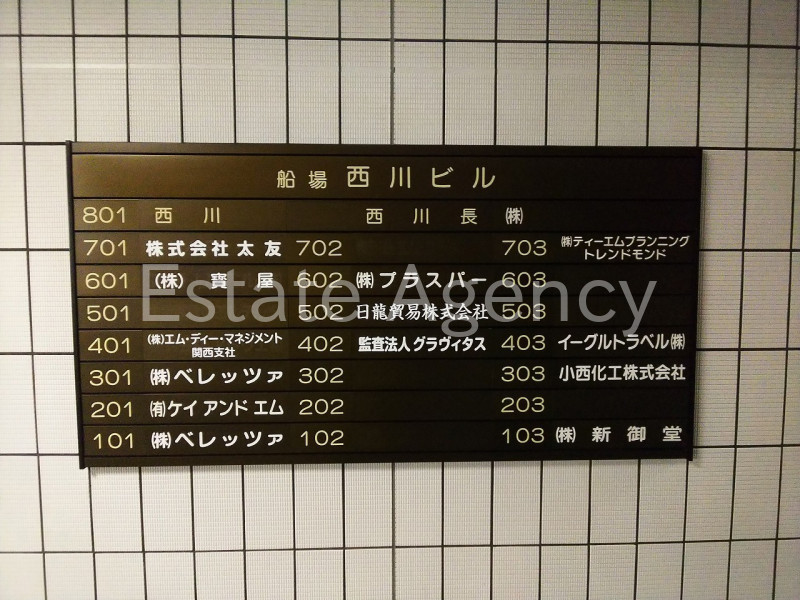 船場 西川ビル
801 西川 西川長㈱
701 株式会社太友 702 703 ㈱ティーエムプランニング
トレンドモンド
601 (株)寶屋 602 ㈱プラスパー 603
501 502 日龍貿易株式会社 503
401 (株)エム・ディー・マネジメント
関西支社 402 監査法人グラヴィタス 403 イーグルトラベル㈱
301 ㈱ベレッツァ 302 303 小西化工株式会社
201 ㈲ケイアンドエム 202 203
101 ㈱ベレッツァ 102 103 ㈱新御堂
Estate Agency